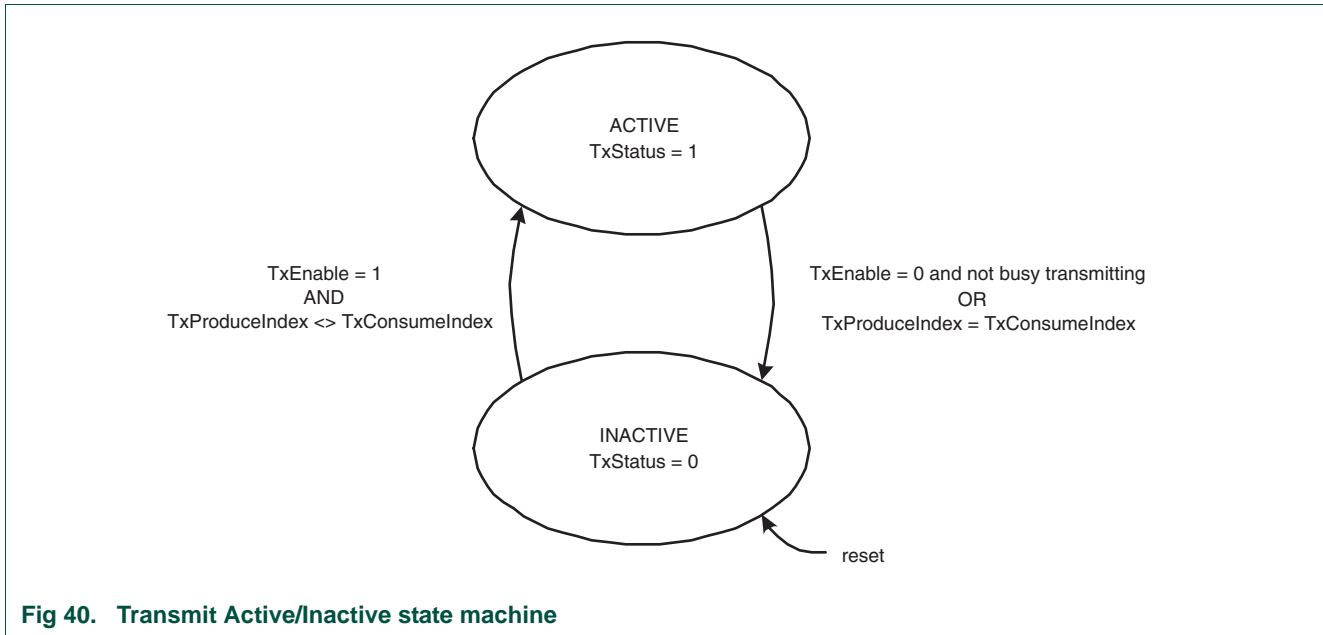 ACTIVE
TxStatus = 1
TxEnable = 1
AND
TxProduceIndex <> TxConsumeIndex
TxEnable = 0 and not busy transmitting
OR
TxProduceIndex = TxConsumeIndex
INACTIVE
TxStatus = 0
reset
Fig 40. Transmit Active/Inactive state machine